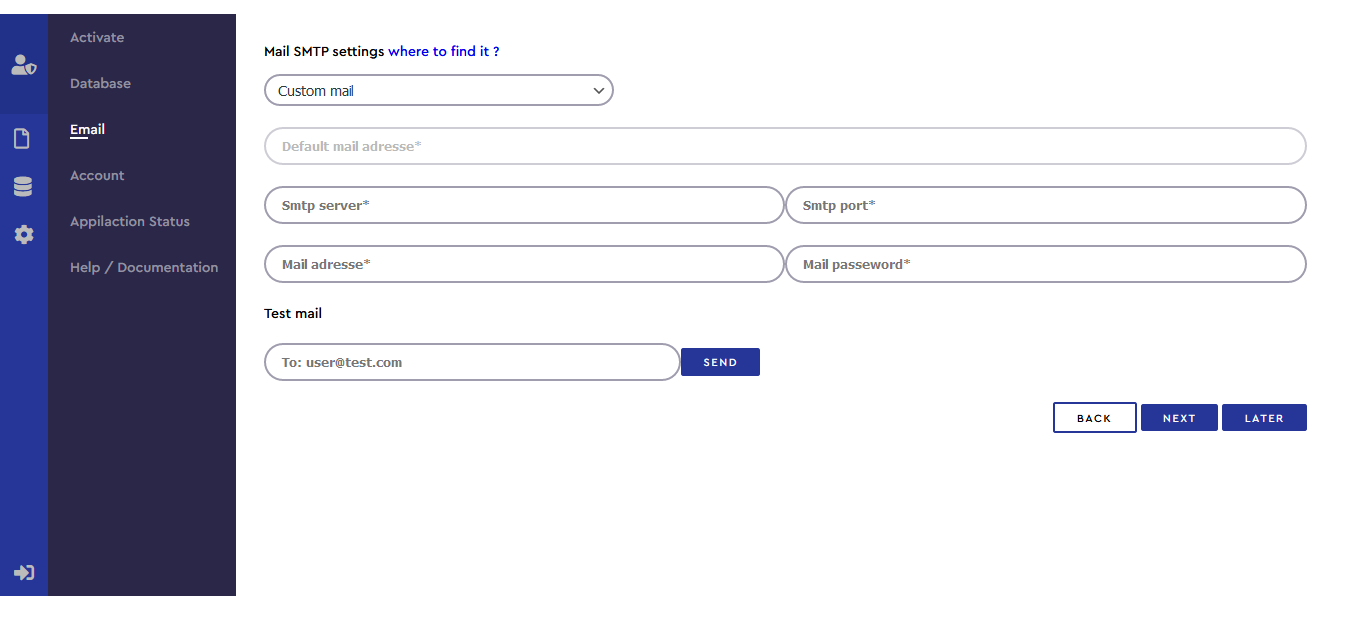 Activate
Database
Email
Account
Appilaction Status
Help / Documentation
Mail SMTP settings where to find it ?
Custom mail
Default mail adresse*
Smtp server* Smtp port*
Mail adresse* Mail passeword*
Test mail
To: user@test.com SEND
BACK NEXT LATER